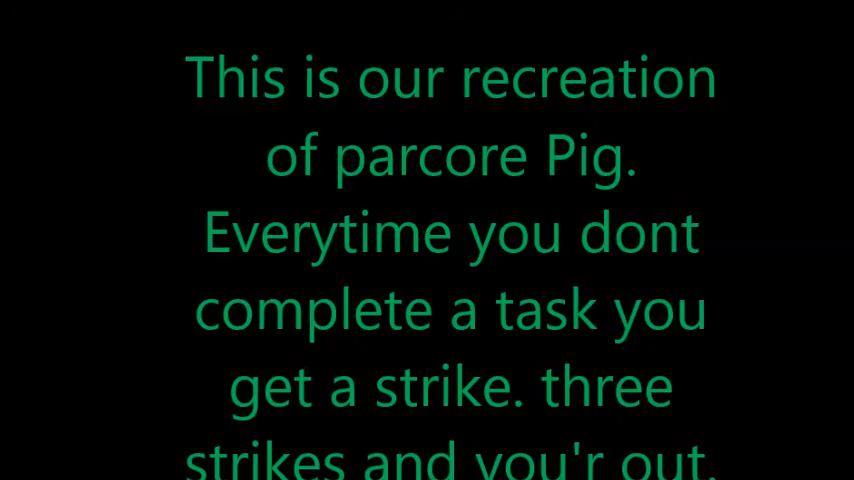 This is our recreation
of parcore Pig.
Everytime you dont
complete a task you
get a strike. three
strikes and you'r out.